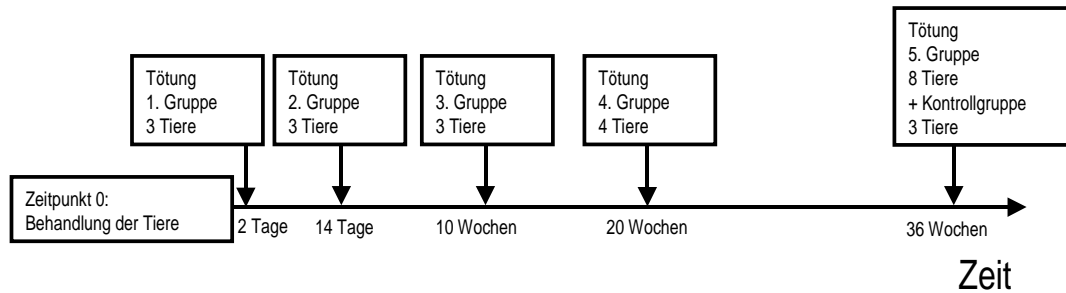 Tötung
1. Gruppe
3 Tiere
Tötung
2. Gruppe
3 Tiere
Tötung
3. Gruppe
3 Tiere
Tötung
4. Gruppe
4 Tiere
Tötung
5. Gruppe
8 Tiere
+ Kontrollgruppe
3 Tiere
Zeitpunkt 0:
Behandlung der Tiere
2 Tage
14 Tage
10 Wochen
20 Wochen
36 Wochen
Zeit